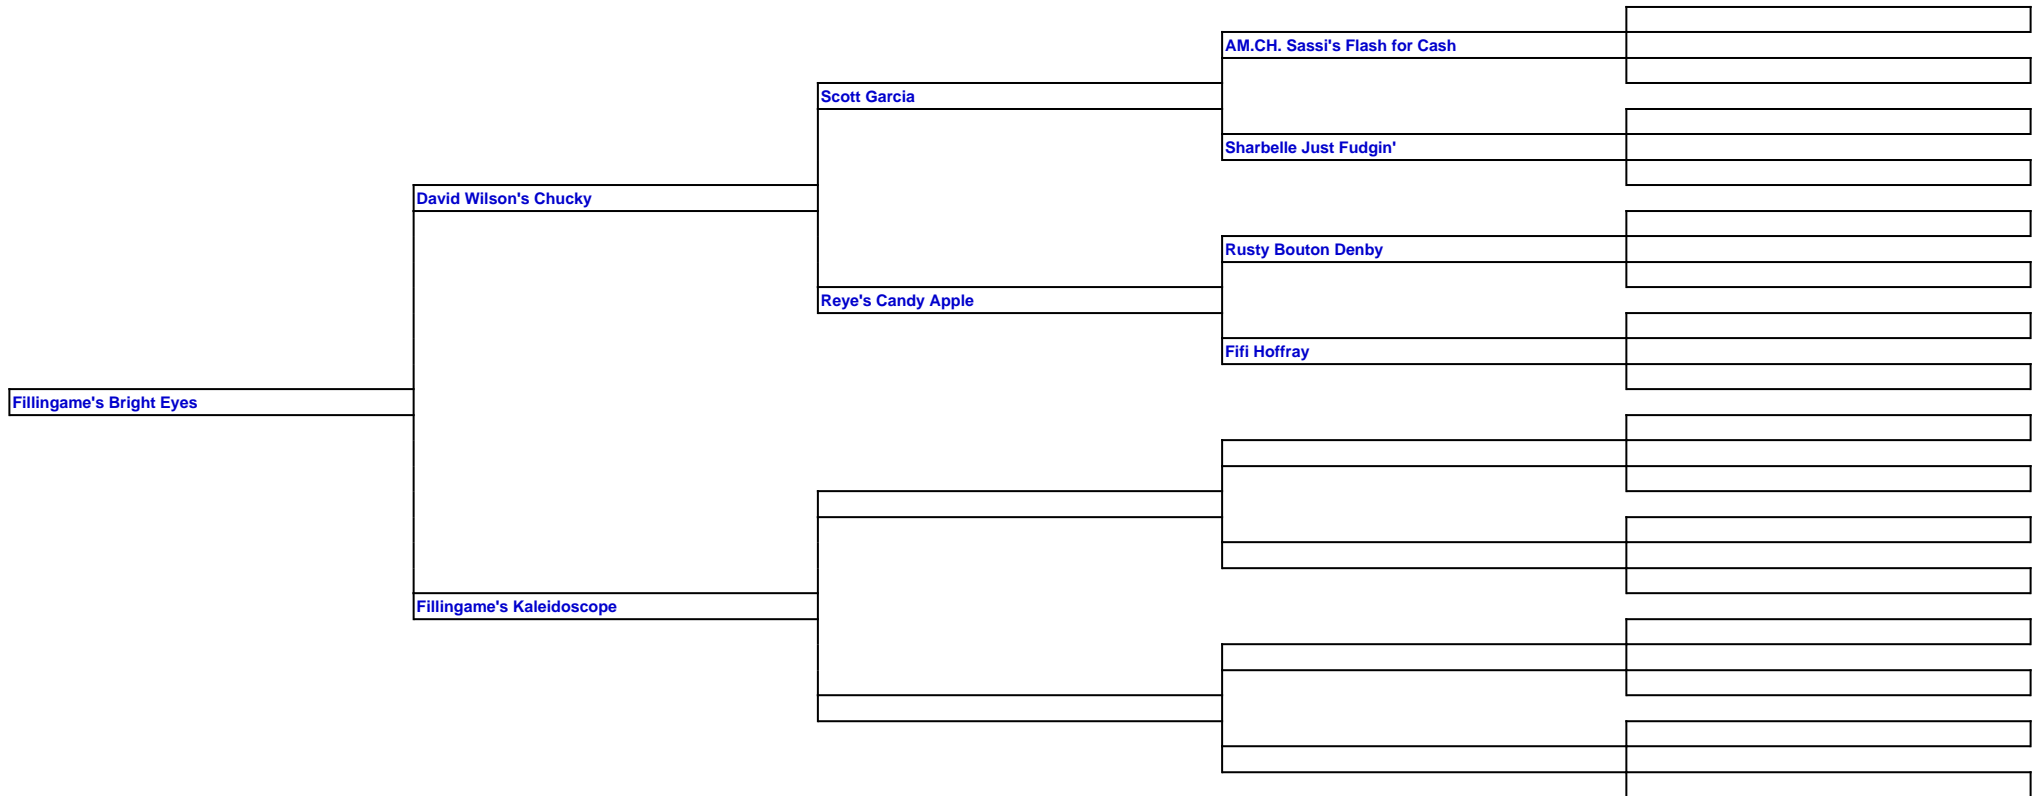 AM.CH. Sassi's Flash for Cash
Scott Garcia
Sharbelle Just Fudgin'
David Wilson's Chucky
Rusty Bouton Denby
Reye's Candy Apple
Fifi Hoffray
Fillingame's Bright Eyes
Fillingame's Kaleidoscope